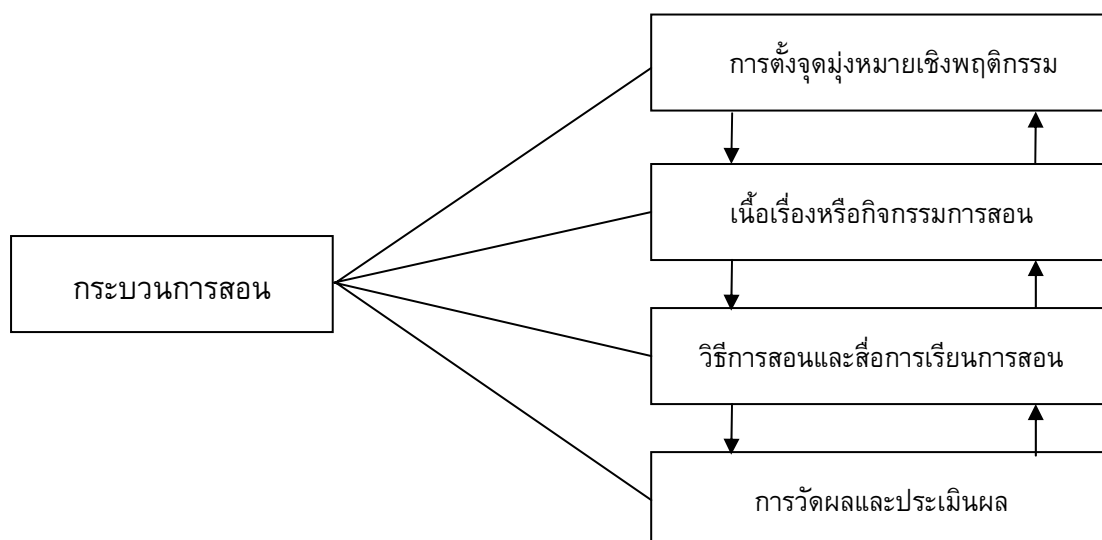 การตั้งจุดมุ่งหมายเชิงพฤติกรรม
เนื้อเรื่องหรือกิจกรรมการสอน
กระบวนการสอน
วิธีการสอนและสื่อการเรียนการสอน
การวัดผลและประเมินผล